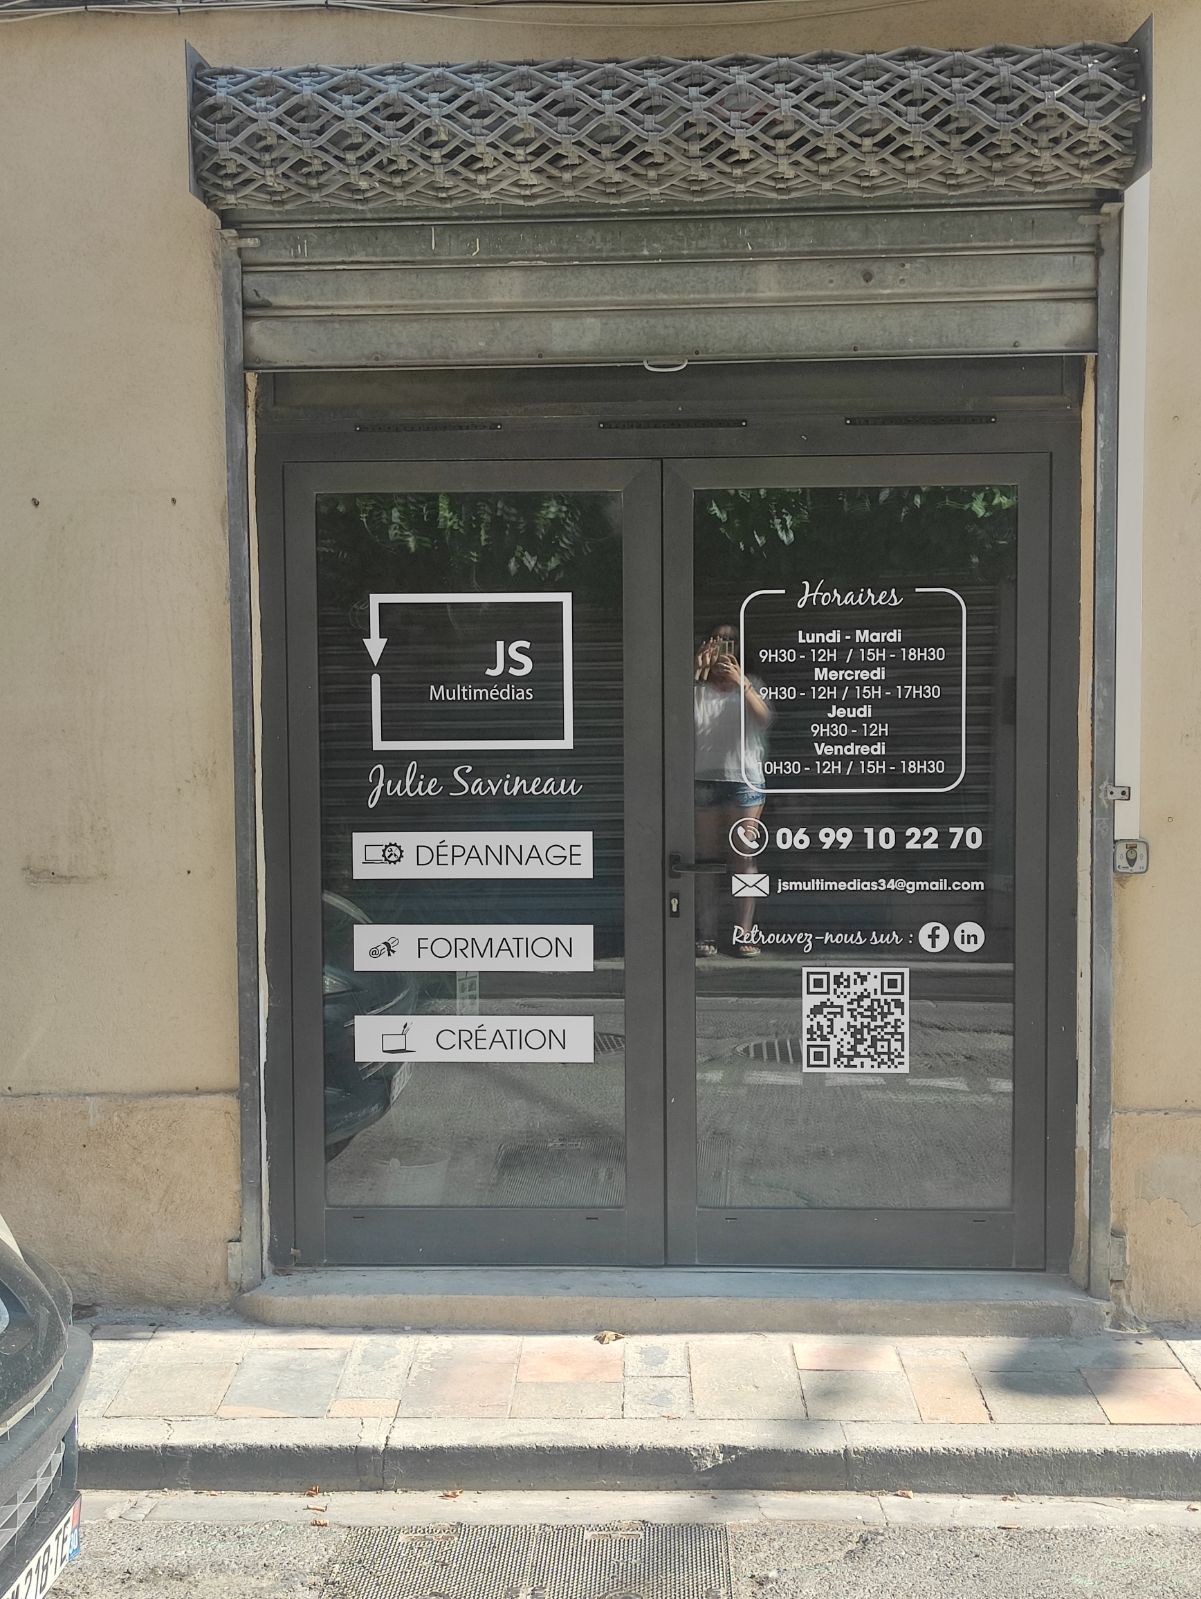 JS
Multimédias
Julie Savineau
DÉPANNAGE
FORMATION
CRÉATION
Horaires
Lundi - Mardi
9H30 - 12H / 15H - 18H30
Mercredi
9H30 - 12H / 15H - 17H30
Jeudi
9H30 - 12H
Vendredi
10H30 - 12H / 15H - 18H30
06 99 10 22 70
jsmultimedias34@gmail.com
Retrouvez-nous sur : f in